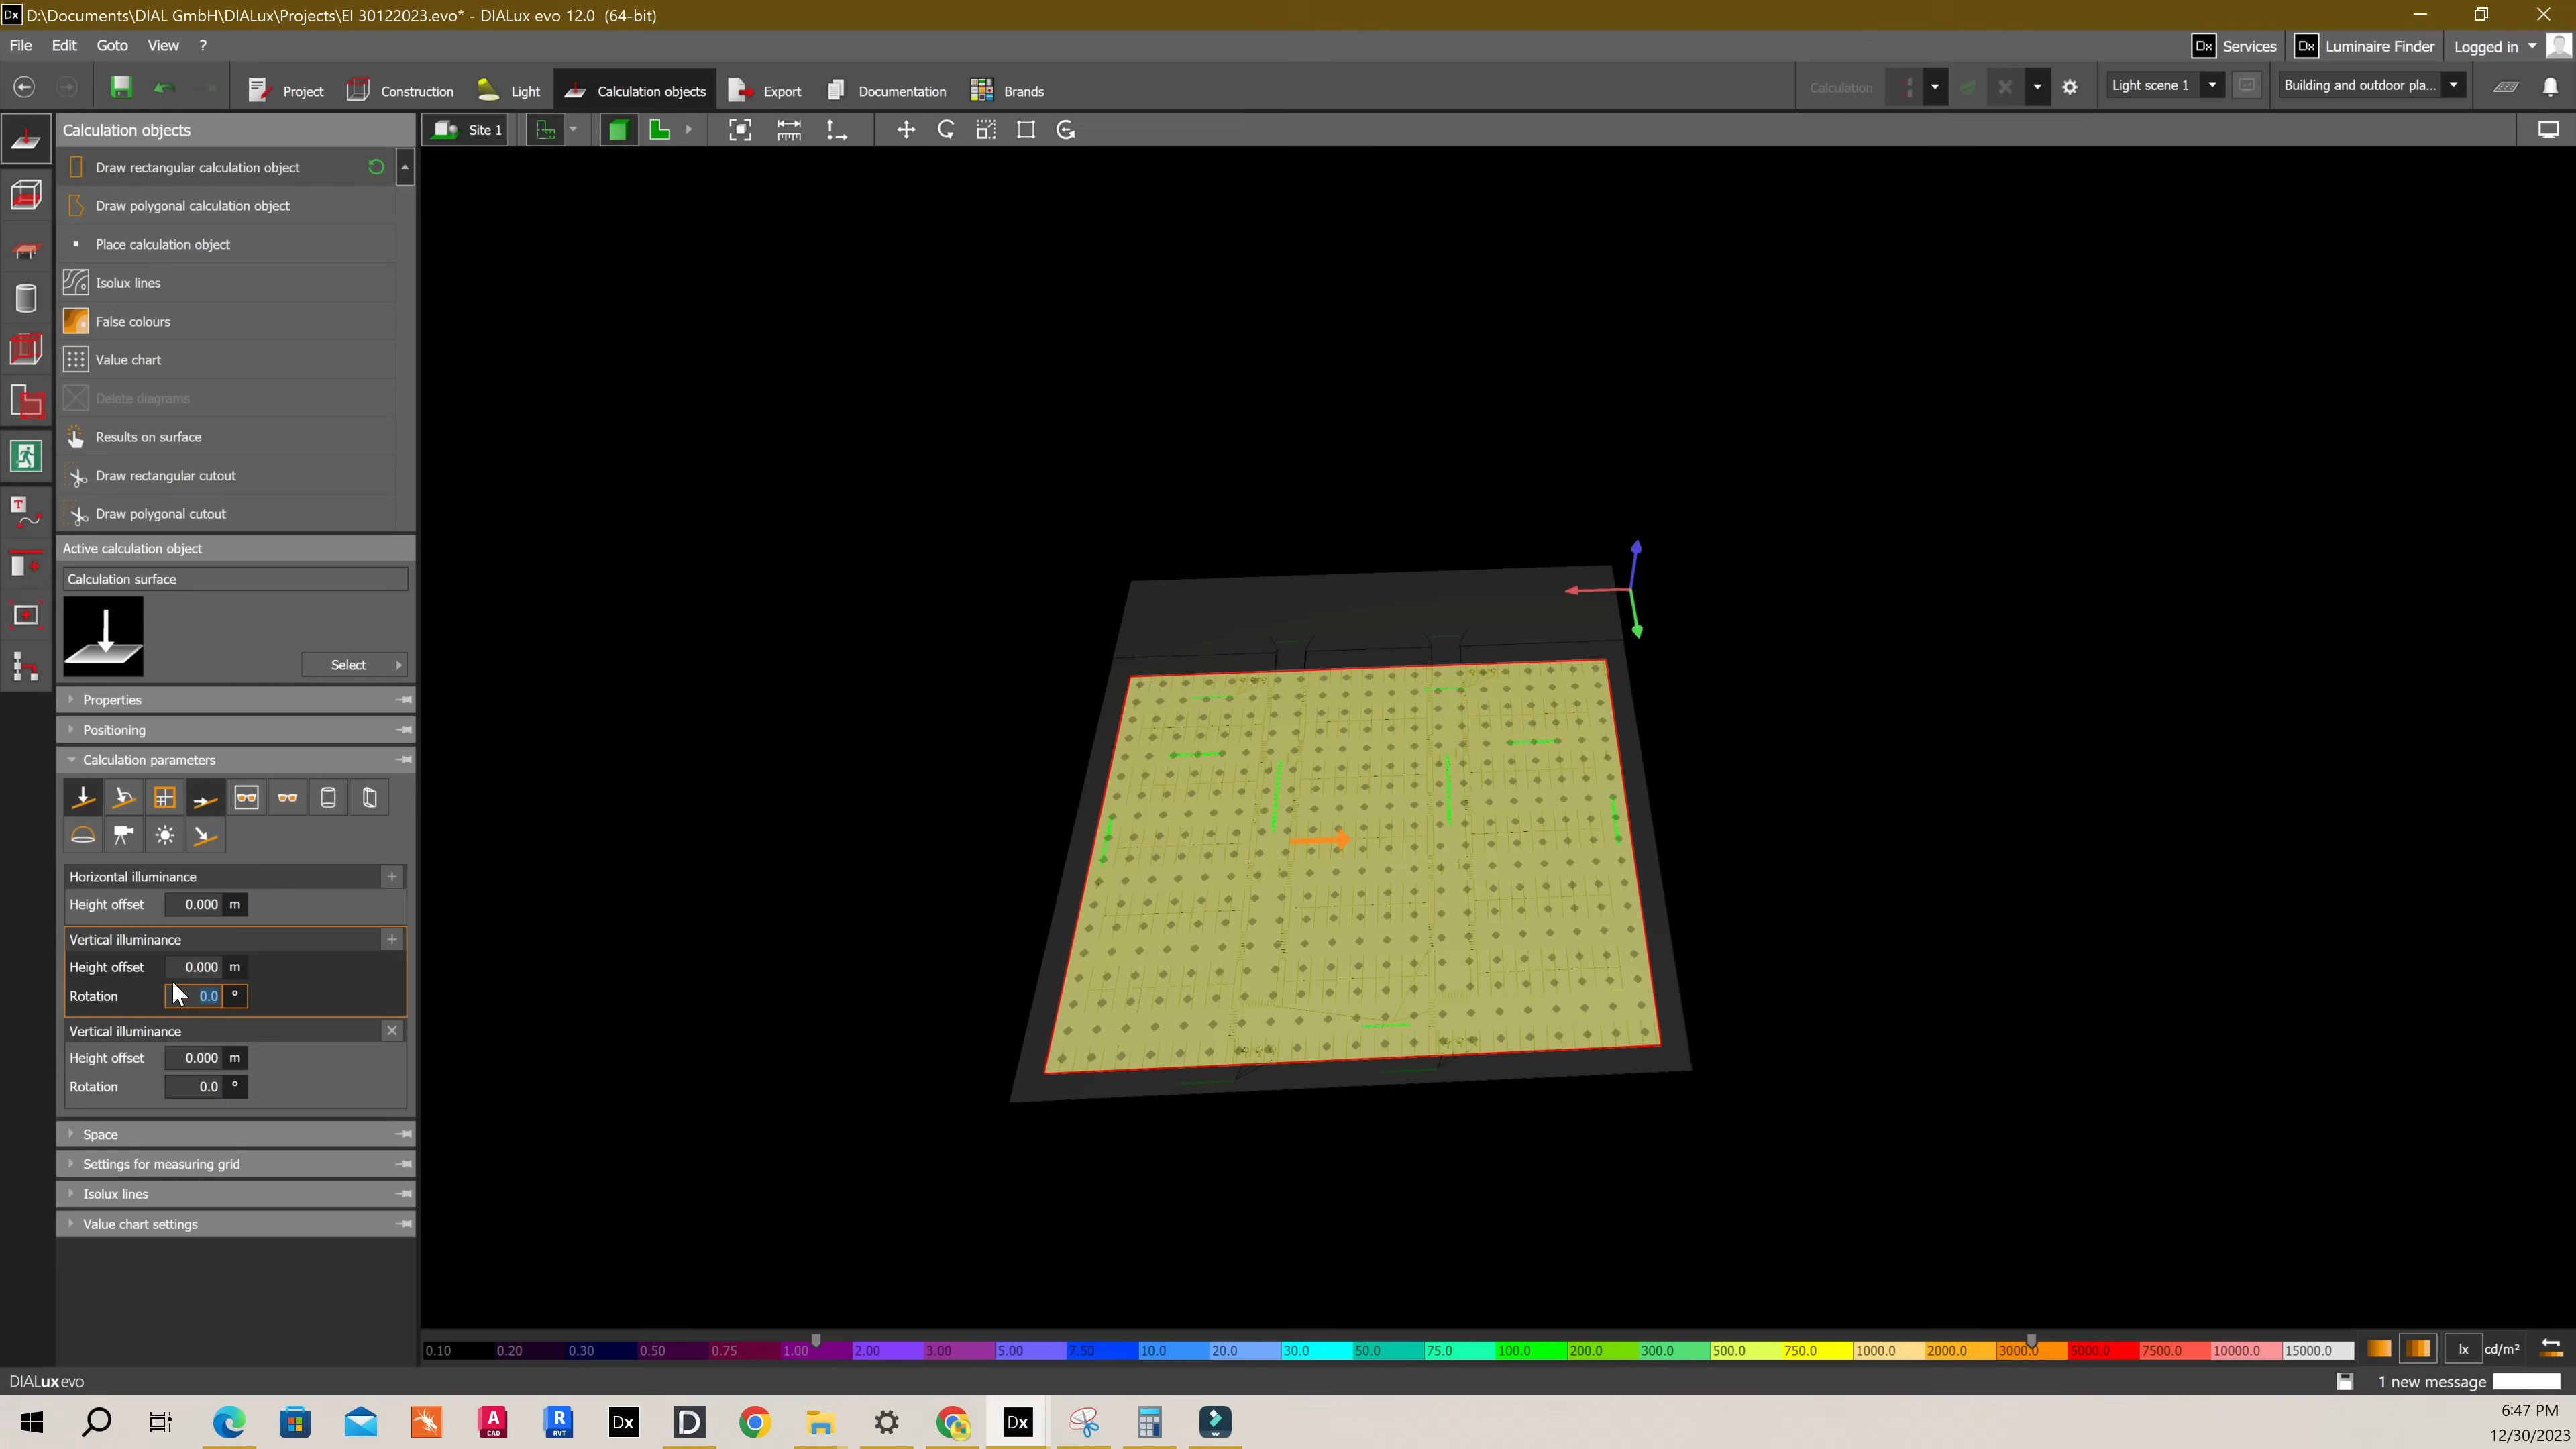 D:\Documents\DIAL GmbH\DIALux\Projects\EI 30122023.evo* - DIALux evo 12.0 (64-bit)
File Edit Goto View ?
Dx Services Dx Luminaire Finder Logged in
Project Construction Light Calculation objects Export Documentation Brands Calculation Light scene 1 Building and outdoor pla...
Calculation objects
Site 1
Draw rectangular calculation object
Draw polygonal calculation object
Place calculation object
Isolux lines
False colours
Value chart
Delete diagrams
Results on surface
Draw rectangular cutout
Draw polygonal cutout
Active calculation object
Calculation surface
Select
Properties
Positioning
Calculation parameters
Horizontal illuminance
Height offset 0.000 m
Vertical illuminance
Height offset 0.000 m
Rotation 0.0 °
Vertical illuminance
Height offset 0.000 m
Rotation 0.0 °
Space
Settings for measuring grid
Isolux lines
Value chart settings
0.10 0.20 0.30 0.50 0.75 1.00 2.00 3.00 5.00 7.50 10.0 20.0 30.0 50.0 75.0 100.0 200.0 300.0 500.0 750.0 1000.0 2000.0 3000.0 5000.0 7500.0 10000.0 15000.0 lx cd/m²
DIALux evo
1 new message
A CAD R RVT Dx D Dx
6:47 PM
12/30/2023